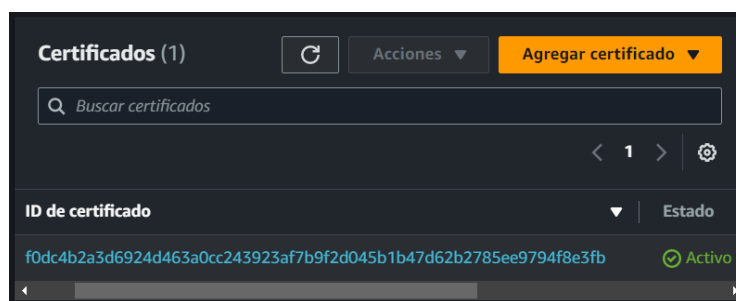 Certificados (1)
Acciones
Agregar certificado
Buscar certificados
1
ID de certificado
Estado
f0dc4b2a3d6924d463a0cc243923af7b9f2d045b1b47d62b2785ee9794f8e3fb
Activo